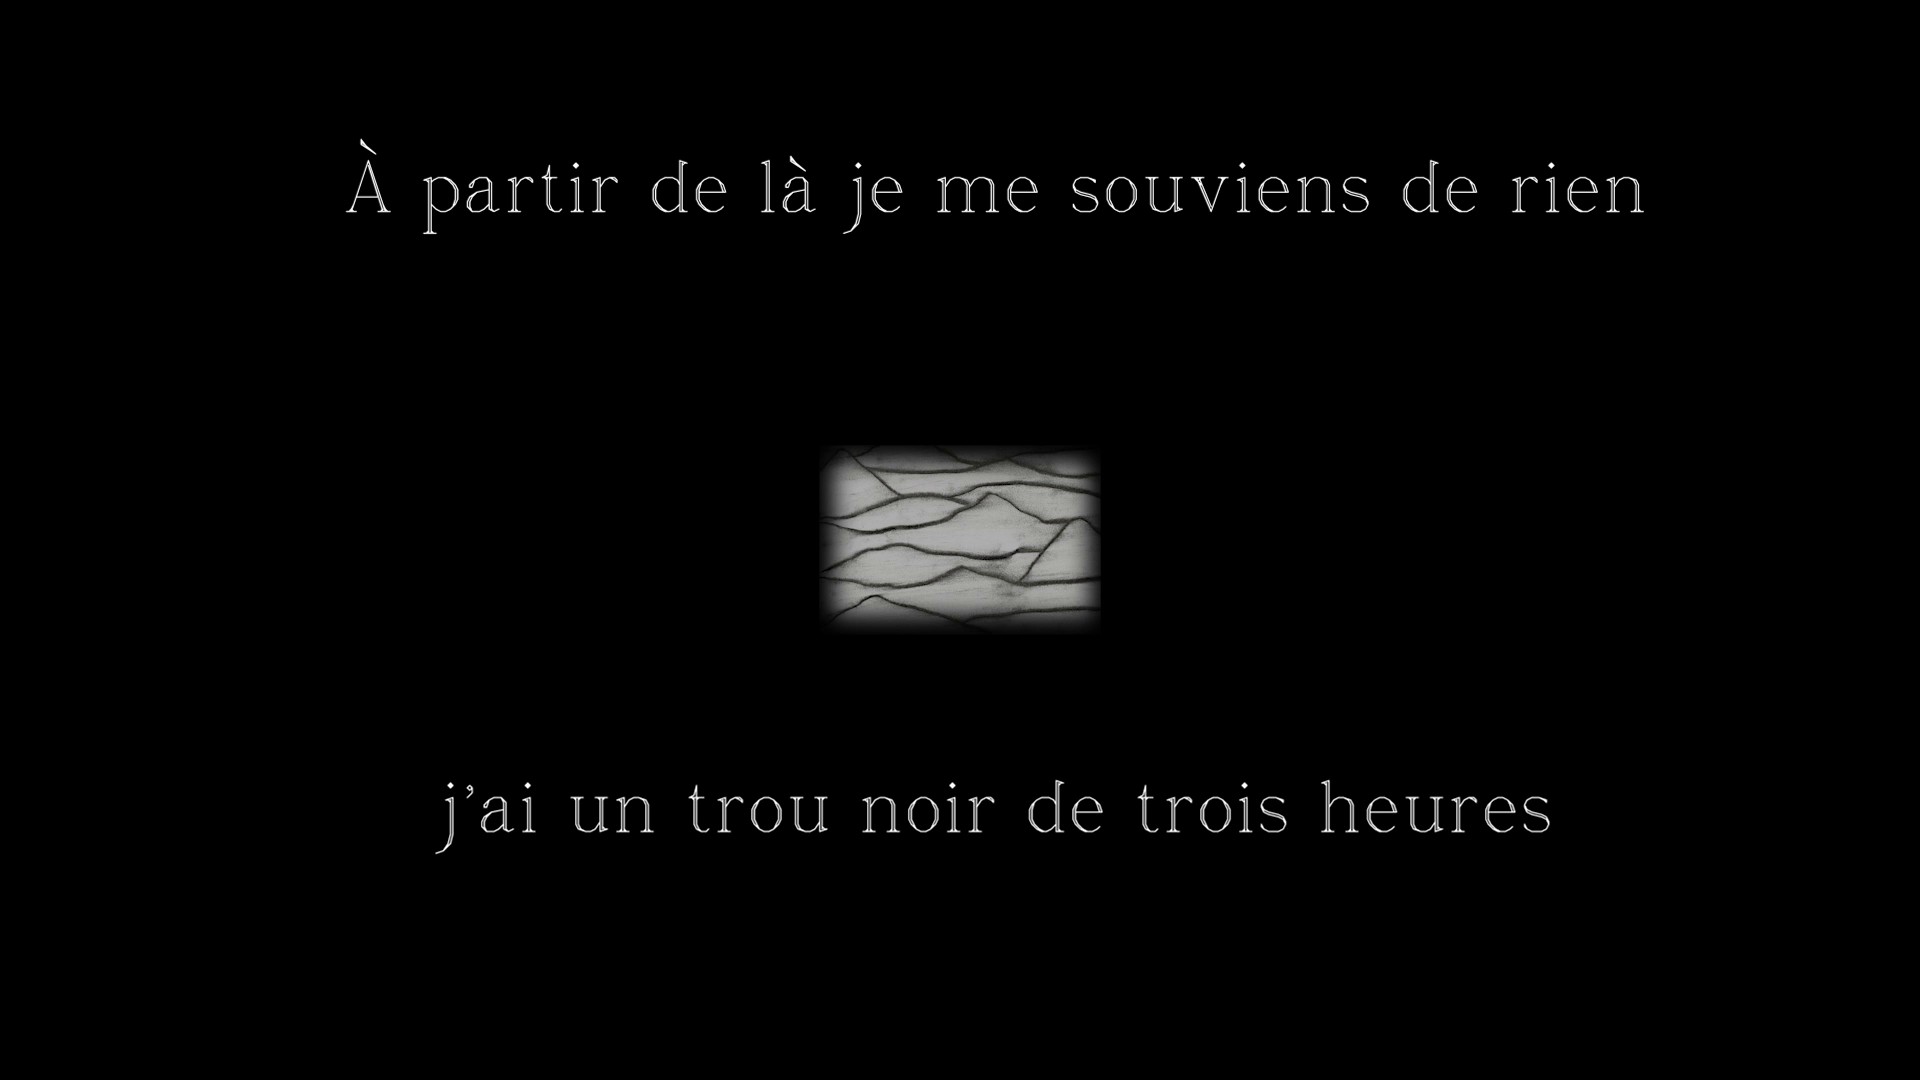 À partir de là je me souviens de rien
j’ai un trou noir de trois heures